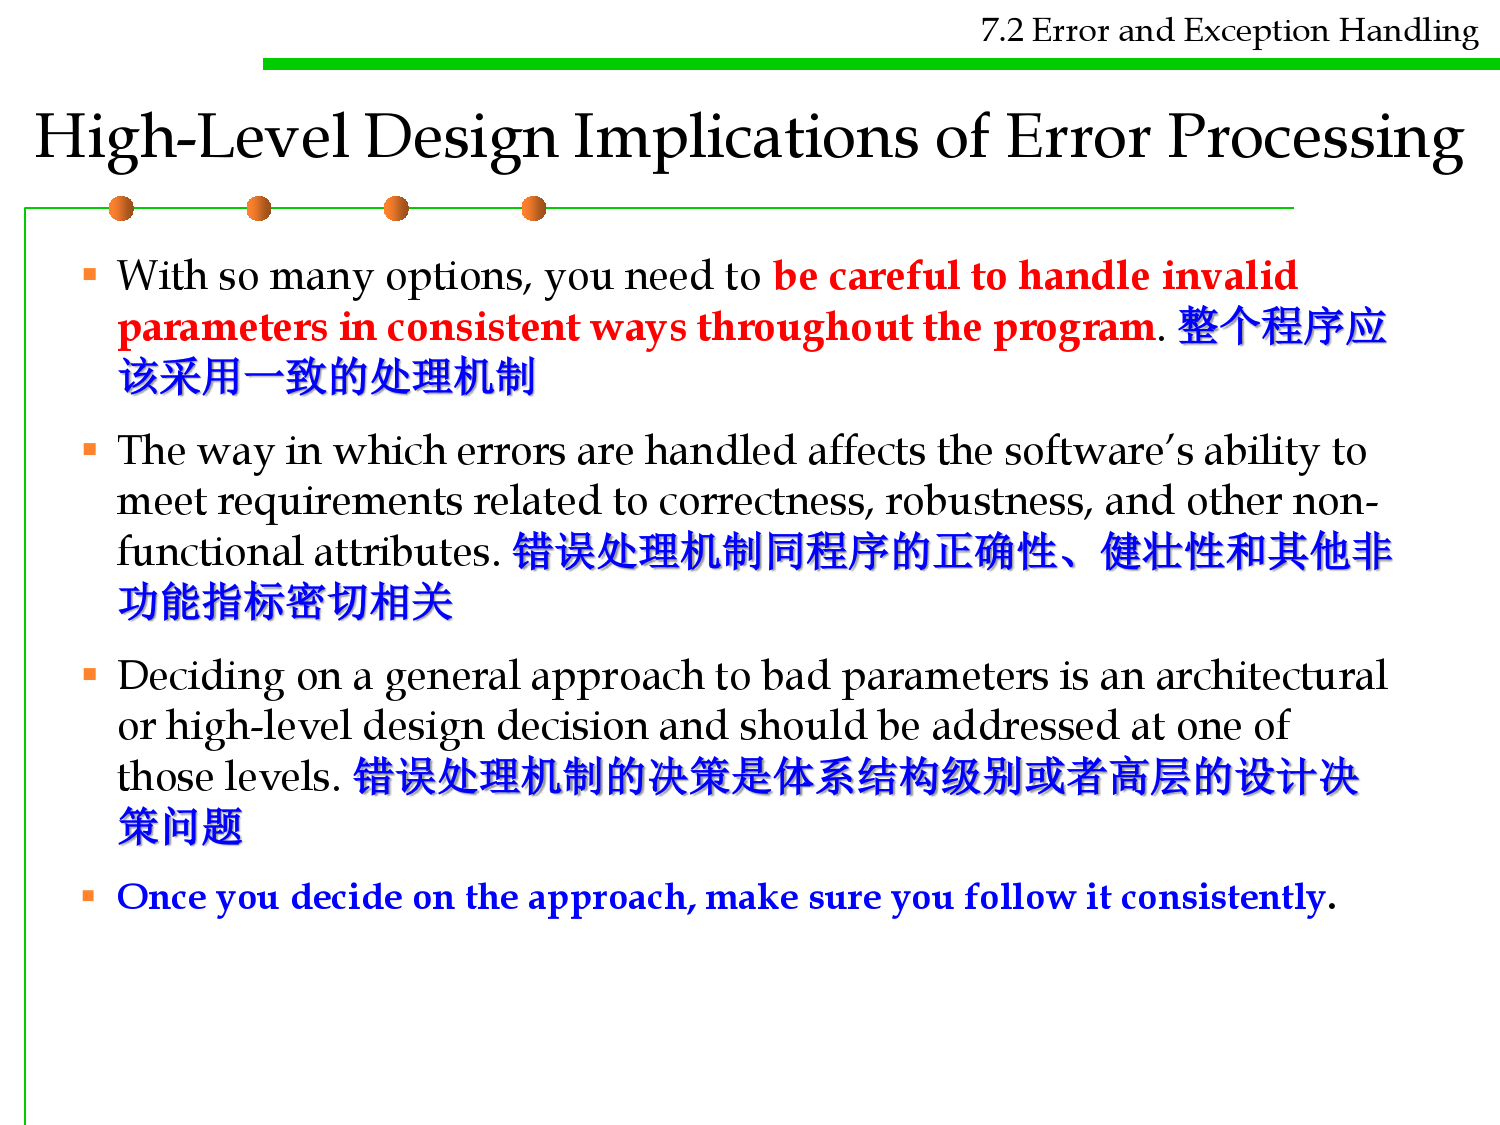 7.2 Error and Exception Handling
High-Level Design Implications of Error Processing
With so many options, you need to be careful to handle invalid
parameters in consistent ways throughout the program. 整个程序应
该采用一致的处理机制
The way in which errors are handled affects the software’s ability to
meet requirements related to correctness, robustness, and other non-
functional attributes. 错误处理机制同程序的正确性、健壮性和其他非
功能指标密切相关
Deciding on a general approach to bad parameters is an architectural
or high-level design decision and should be addressed at one of
those levels. 错误处理机制的决策是体系结构级别或者高层的设计决
策问题
Once you decide on the approach, make sure you follow it consistently.